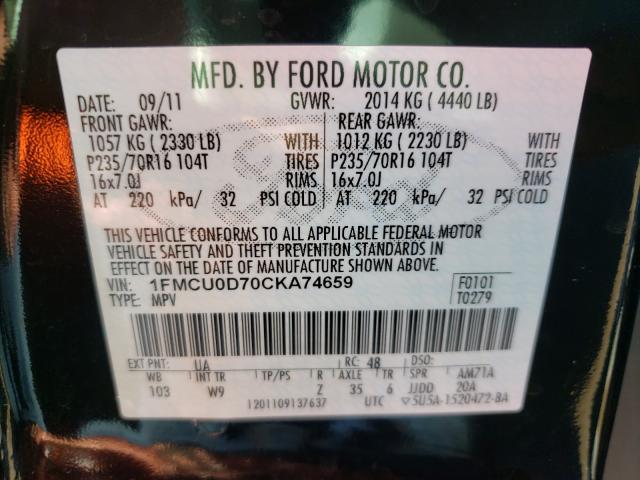 MFD. BY FORD MOTOR CO.
DATE: 09/11 GVWR: 2014 KG ( 4440 LB)
FRONT GAWR: REAR GAWR:
1057 KG ( 2330 LB) WITH 1012 KG ( 2230 LB) WITH
P235/70R16 104T TIRES P235/70R16 104T TIRES
16x7.0J RIMS 16x7.0J RIMS
AT 220 kPa/ 32 PSI COLD AT 220 kPa/ 32 PSI COLD
THIS VEHICLE CONFORMS TO ALL APPLICABLE FEDERAL MOTOR
VEHICLE SAFETY AND THEFT PREVENTION STANDARDS IN
EFFECT ON THE DATE OF MANUFACTURE SHOWN ABOVE.
VIN: 1FMCU0D70CKA74659 F0101
TYPE: MPV T0279
EXT PNT: UA RC: 48 DSO:
WB INT TR TP/PS R AXLE TR SPR AM71A
103 W9 Z 35 6 JJDD 20A
1201109137637 UTC ▽5U5A-1520472-BA